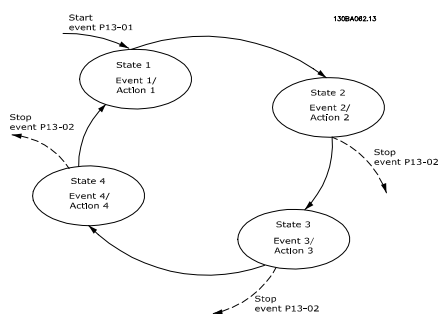 Start
event P13-01
130BA062.13
State 1
Event 1/
Action 1
State 2
Event 2/
Action 2
Stop
event P13-02
Stop
event P13-02
State 4
Event 4/
Action 4
State 3
Event 3/
Action 3
Stop
event P13-02